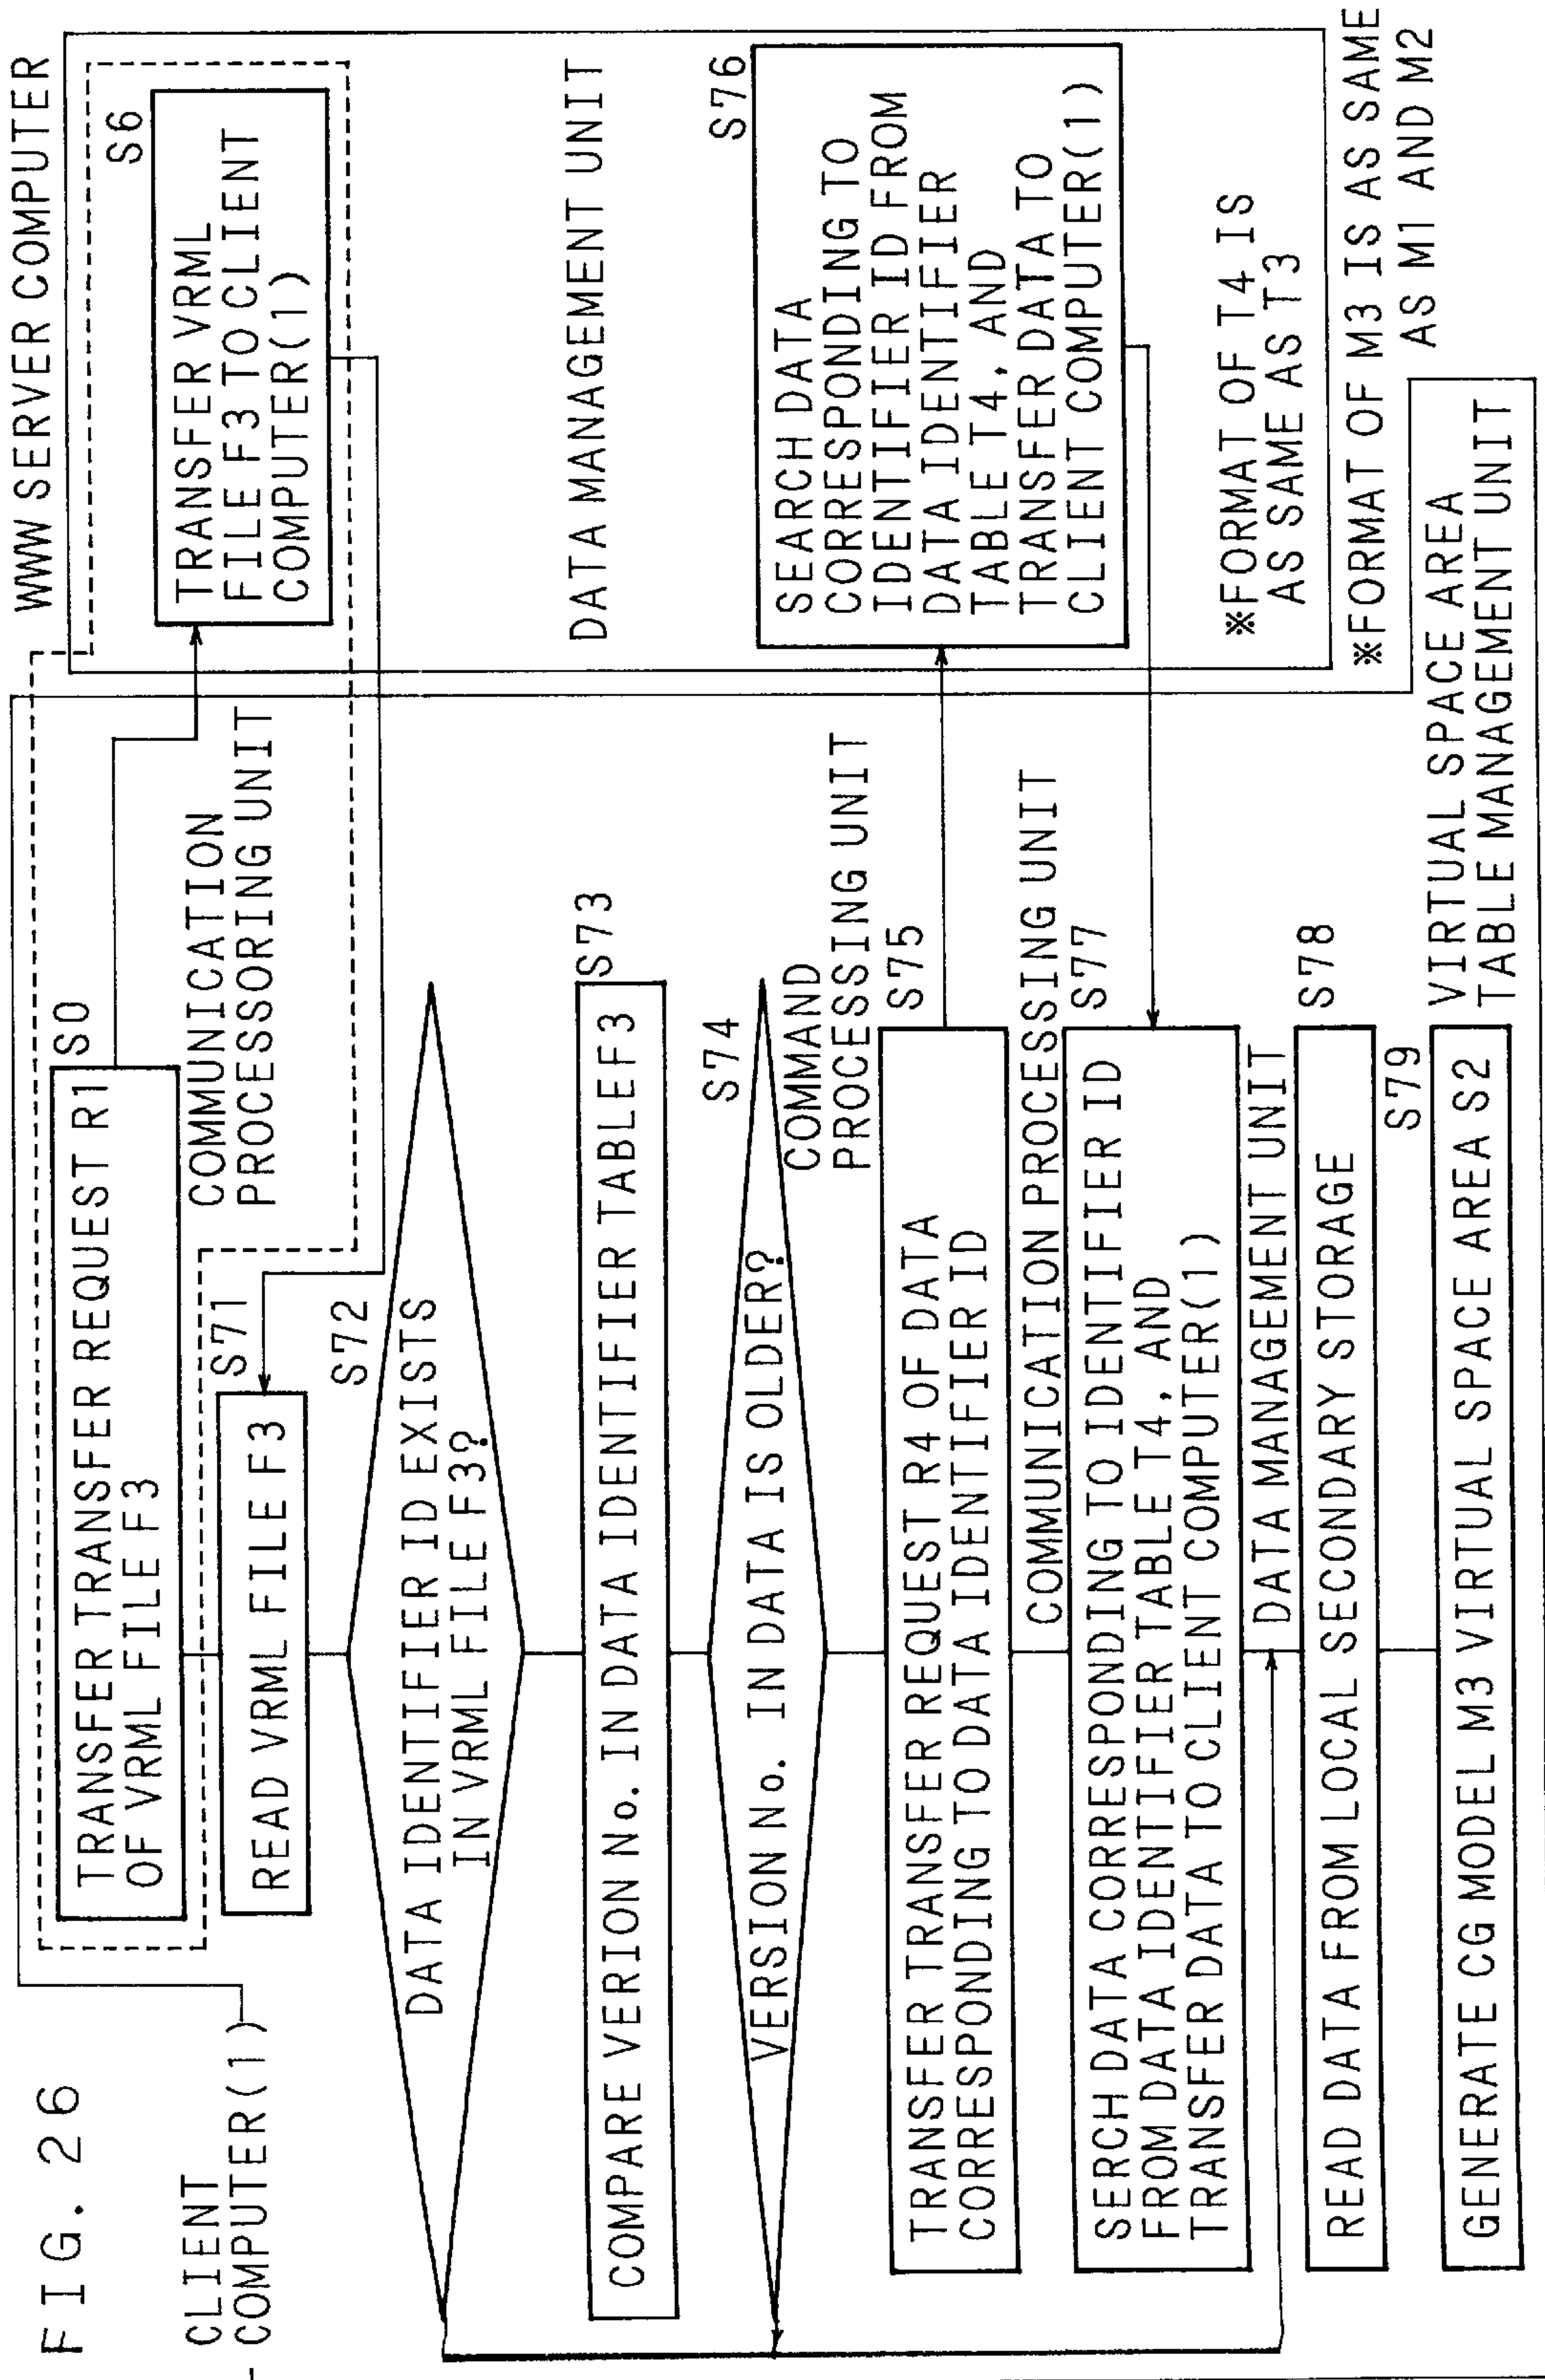 FIG. 26
CLIENT
COMPUTER(1)
WWW SERVER COMPUTER
TRANSFER TRANSFER REQUEST R1
OF VRML FILE F3
S0
COMMUNICATION
PROCESSORING UNIT
S6
TRANSFER VRML
FILE F3 TO CLIENT
COMPUTER(1)
S71
READ VRML FILE F3
S72
DATA IDENTIFIER ID EXISTS
IN VRML FILE F3?
S73
COMPARE VERION No. IN DATA IDENTIFIER TABLE F3
S74
VERSION No. IN DATA IS OLDER?
COMMAND
PROCESSING UNIT
S75
TRANSFER TRANSFER REQUEST R4 OF DATA
CORRESPONDING TO DATA IDENTIFIER ID
COMMUNICATION PROCESSING UNIT
DATA MANAGEMENT UNIT
S76
SEARCH DATA
CORRESPONDING TO
IDENTIFIER ID FROM
DATA IDENTIFIER
TABLE T4, AND
TRANSFER DATA TO
CLIENT COMPUTER(1)
S77
SERCH DATA CORRESPONDING TO IDENTIFIER ID
FROM DATA IDENTIFIER TABLE T4, AND
TRANSFER DATA TO CLIENT COMPUTER(1)
DATA MANAGEMENT UNIT
S78
READ DATA FROM LOCAL SECONDARY STORAGE
S79
GENERATE CG MODEL M3 VIRTUAL SPACE AREA S2
VIRTUAL SPACE AREA
TABLE MANAGEMENT UNIT
※FORMAT OF T4 IS
AS SAME AS T3
※FORMAT OF M3 IS AS SAME
AS M1 AND M2